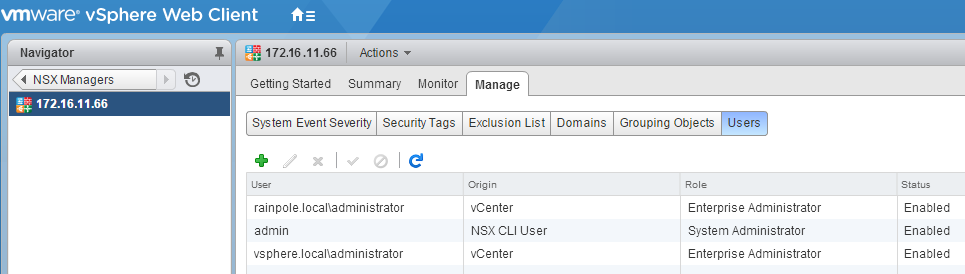 vmware® vSphere Web Client
Navigator
172.16.11.66 Actions
NSX Managers
172.16.11.66
Getting Started Summary Monitor Manage
System Event Severity Security Tags Exclusion List Domains Grouping Objects Users
User Origin Role Status
rainpole.local\administrator vCenter Enterprise Administrator Enabled
admin NSX CLI User System Administrator Enabled
vsphere.local\administrator vCenter Enterprise Administrator Enabled